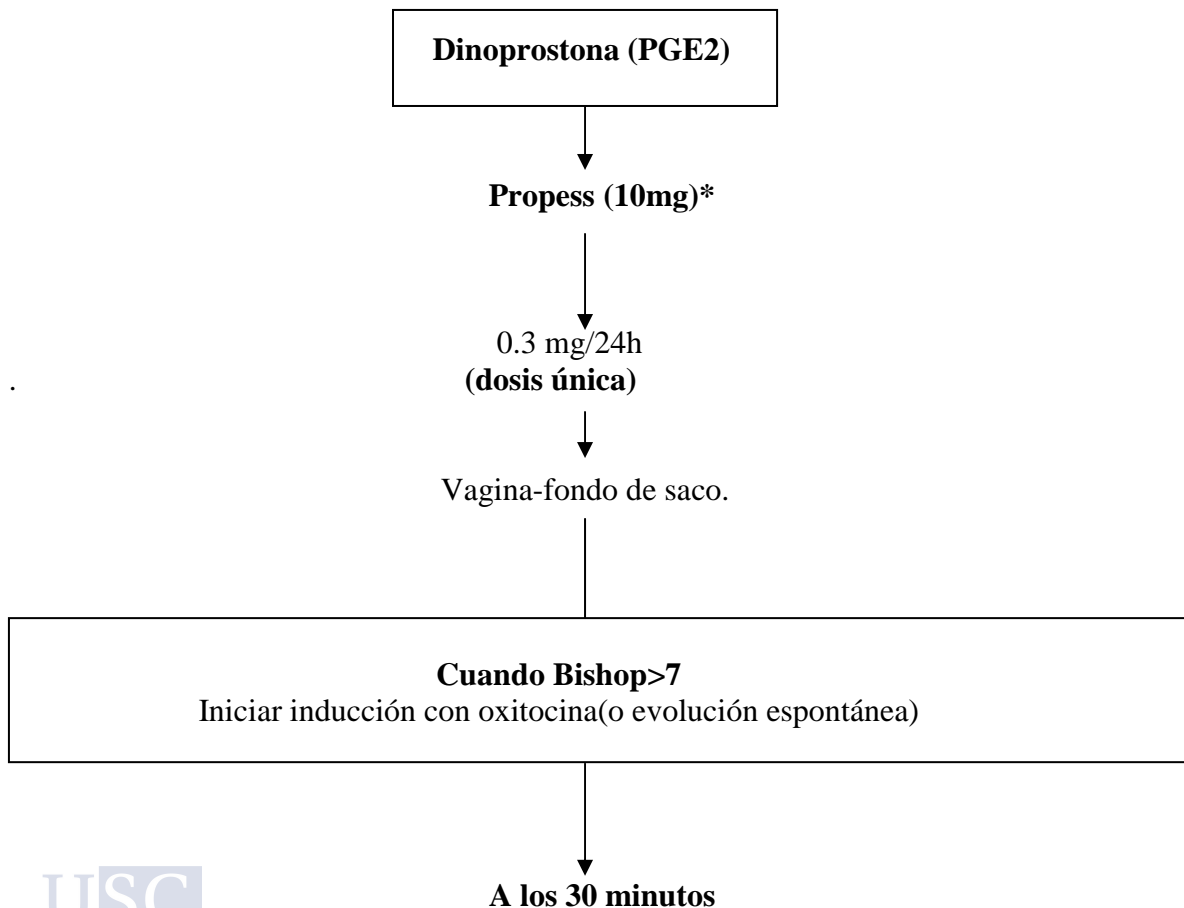 Dinoprostona (PGE2)
Propess (10mg)*
0.3 mg/24h
.
(dosis única)
Vagina-fondo de saco.
Cuando Bishop>7
Iniciar inducción con oxitocina(o evolución espontánea)
USC
A los 30 minutos